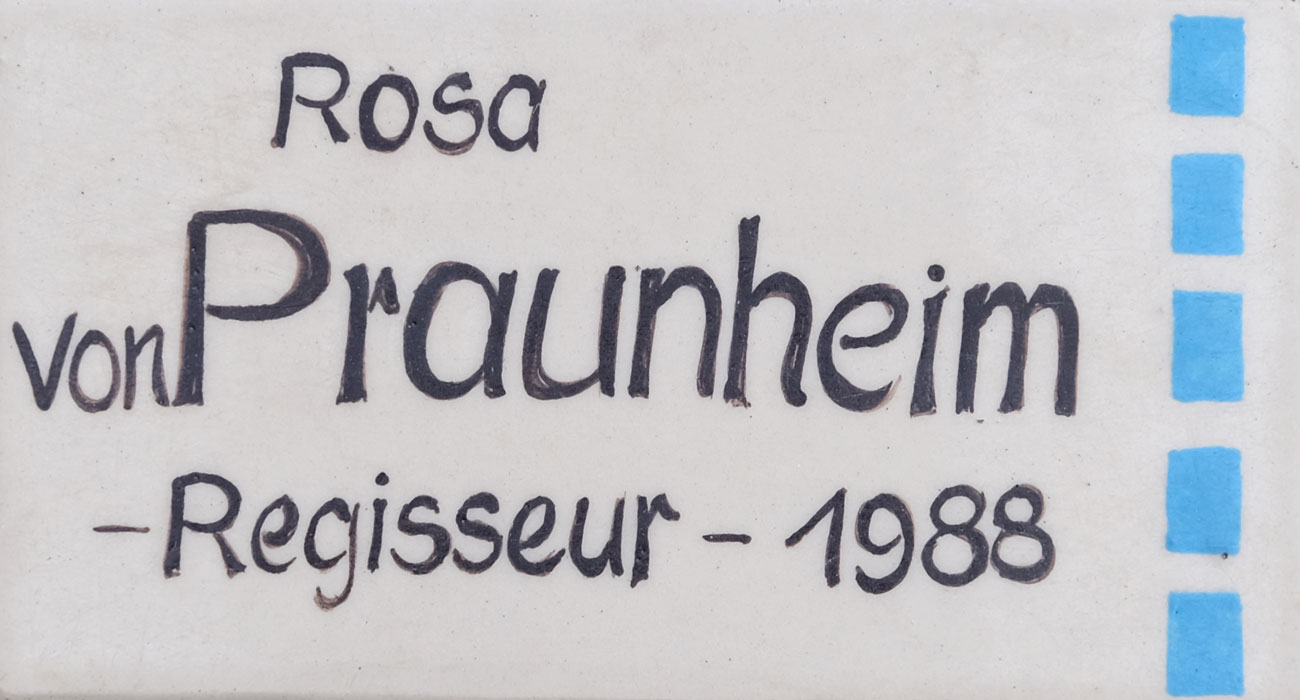 Rosa
von Praunheim
- Regisseur - 1988